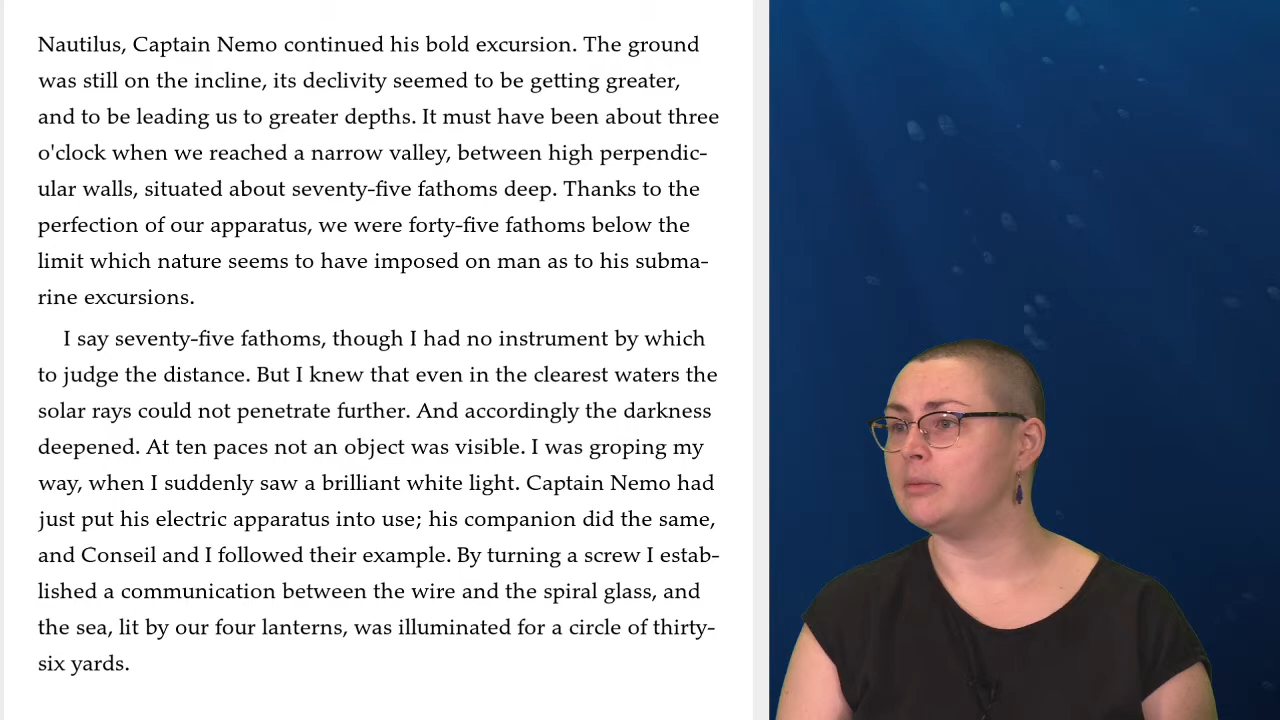 Nautilus, Captain Nemo continued his bold excursion. The ground
was still on the incline, its declivity seemed to be getting greater,
and to be leading us to greater depths. It must have been about three
o'clock when we reached a narrow valley, between high perpendic-
ular walls, situated about seventy-five fathoms deep. Thanks to the
perfection of our apparatus, we were forty-five fathoms below the
limit which nature seems to have imposed on man as to his subma-
rine excursions.
I say seventy-five fathoms, though I had no instrument by which
to judge the distance. But I knew that even in the clearest waters the
solar rays could not penetrate further. And accordingly the darkness
deepened. At ten paces not an object was visible. I was groping my
way, when I suddenly saw a brilliant white light. Captain Nemo had
just put his electric apparatus into use; his companion did the same,
and Conseil and I followed their example. By turning a screw I estab-
lished a communication between the wire and the spiral glass, and
the sea, lit by our four lanterns, was illuminated for a circle of thirty-
six yards.